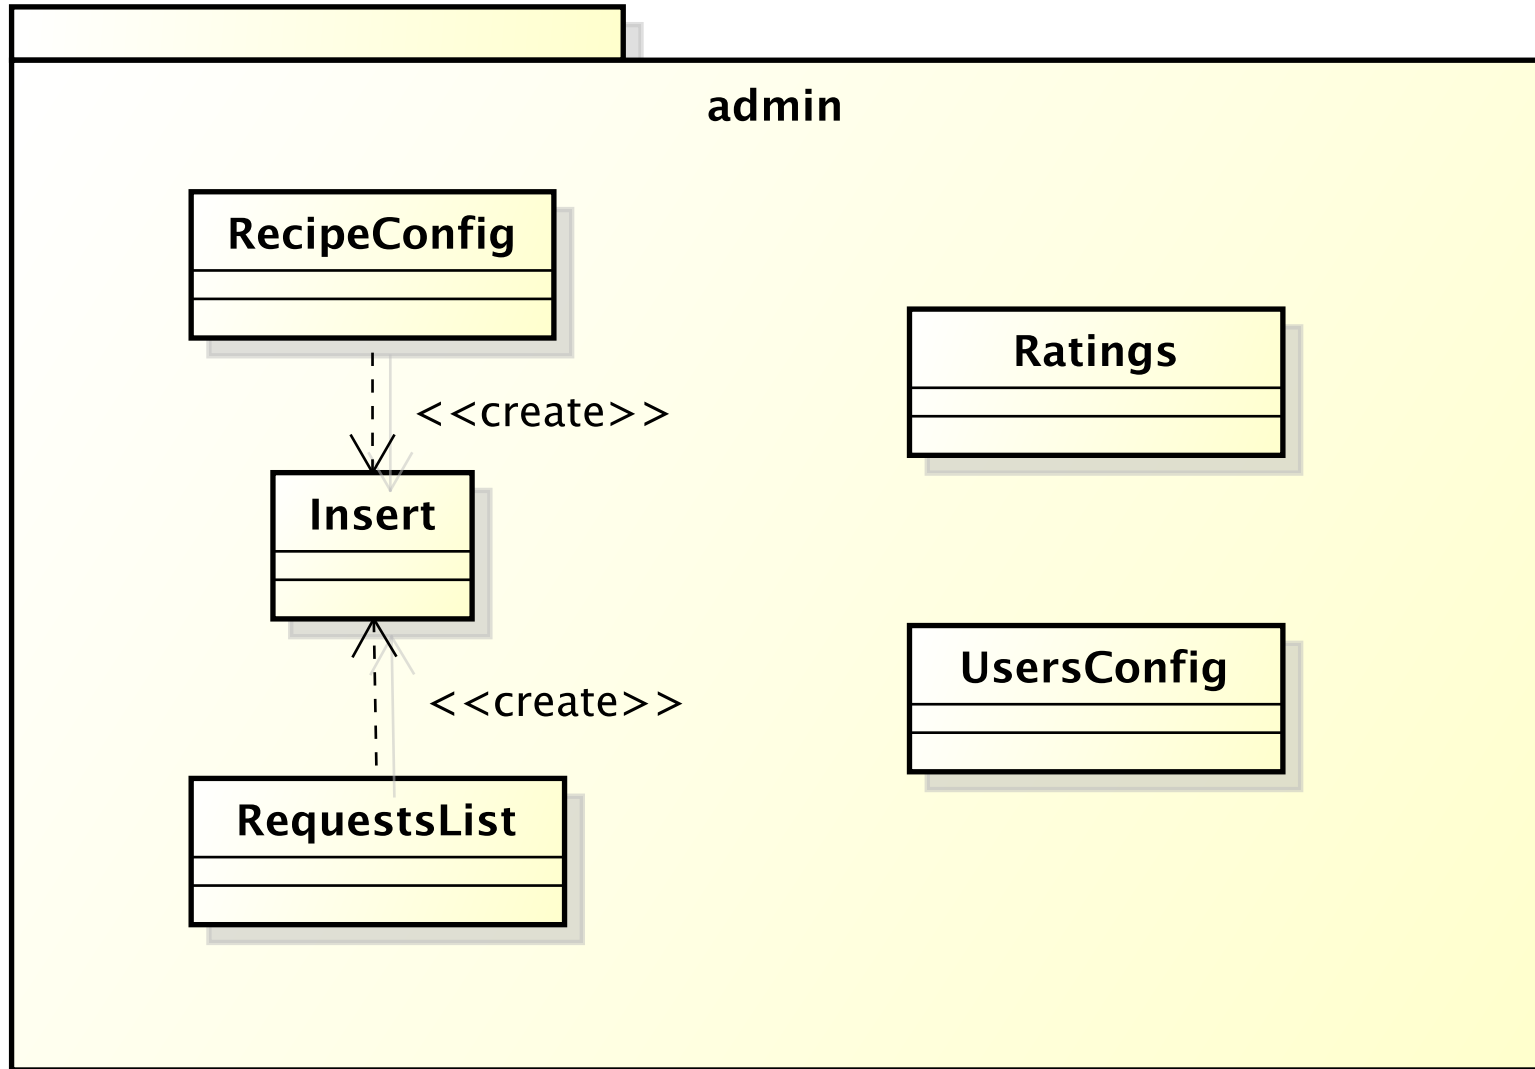 admin
RecipeConfig
Ratings
<<create>>
Insert
UsersConfig
<<create>>
RequestsList